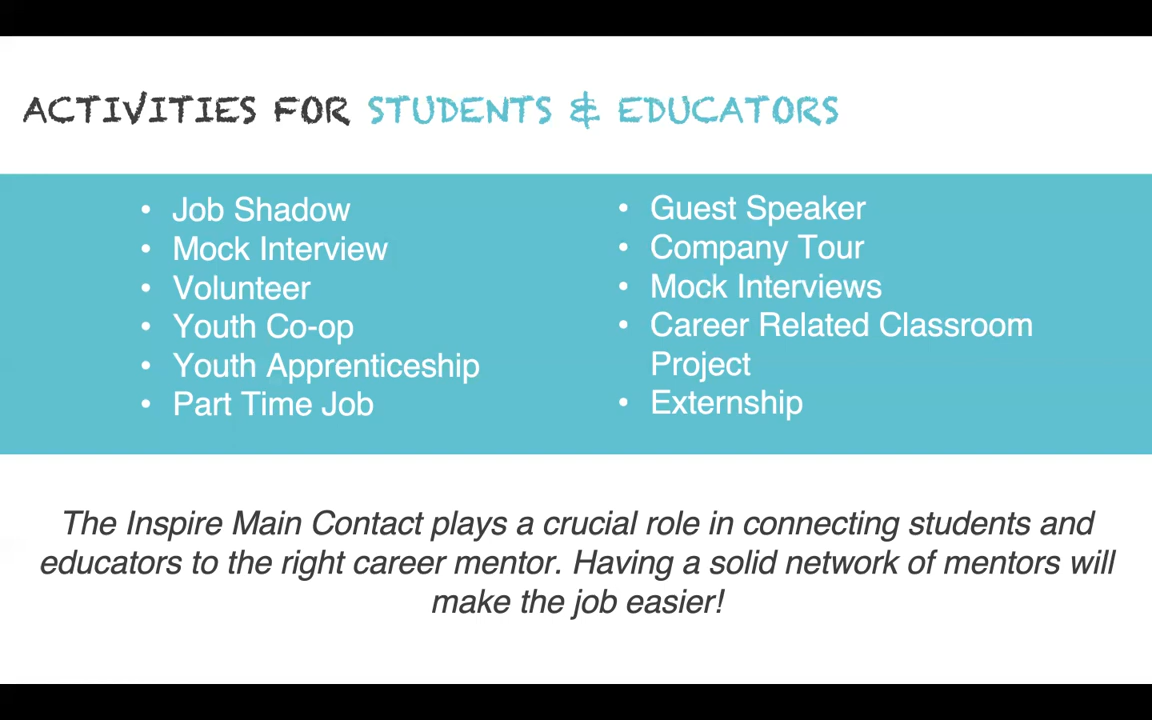 ACTIVITIES FOR STUDENTS & EDUCATORS
• Job Shadow
• Mock Interview
• Volunteer
• Youth Co-op
• Youth Apprenticeship
• Part Time Job
• Guest Speaker
• Company Tour
• Mock Interviews
• Career Related Classroom
Project
• Externship
The Inspire Main Contact plays a crucial role in connecting students and
educators to the right career mentor. Having a solid network of mentors will
make the job easier!